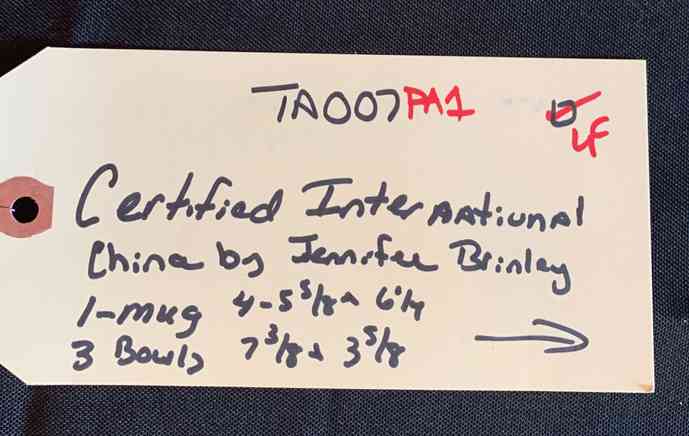 TA007PA1
LF
Certified International
China by Jennifer Brinley
1-mug 4-5 5/8 x 6 1/4
3 Bowls 7 3/8 x 3 5/8